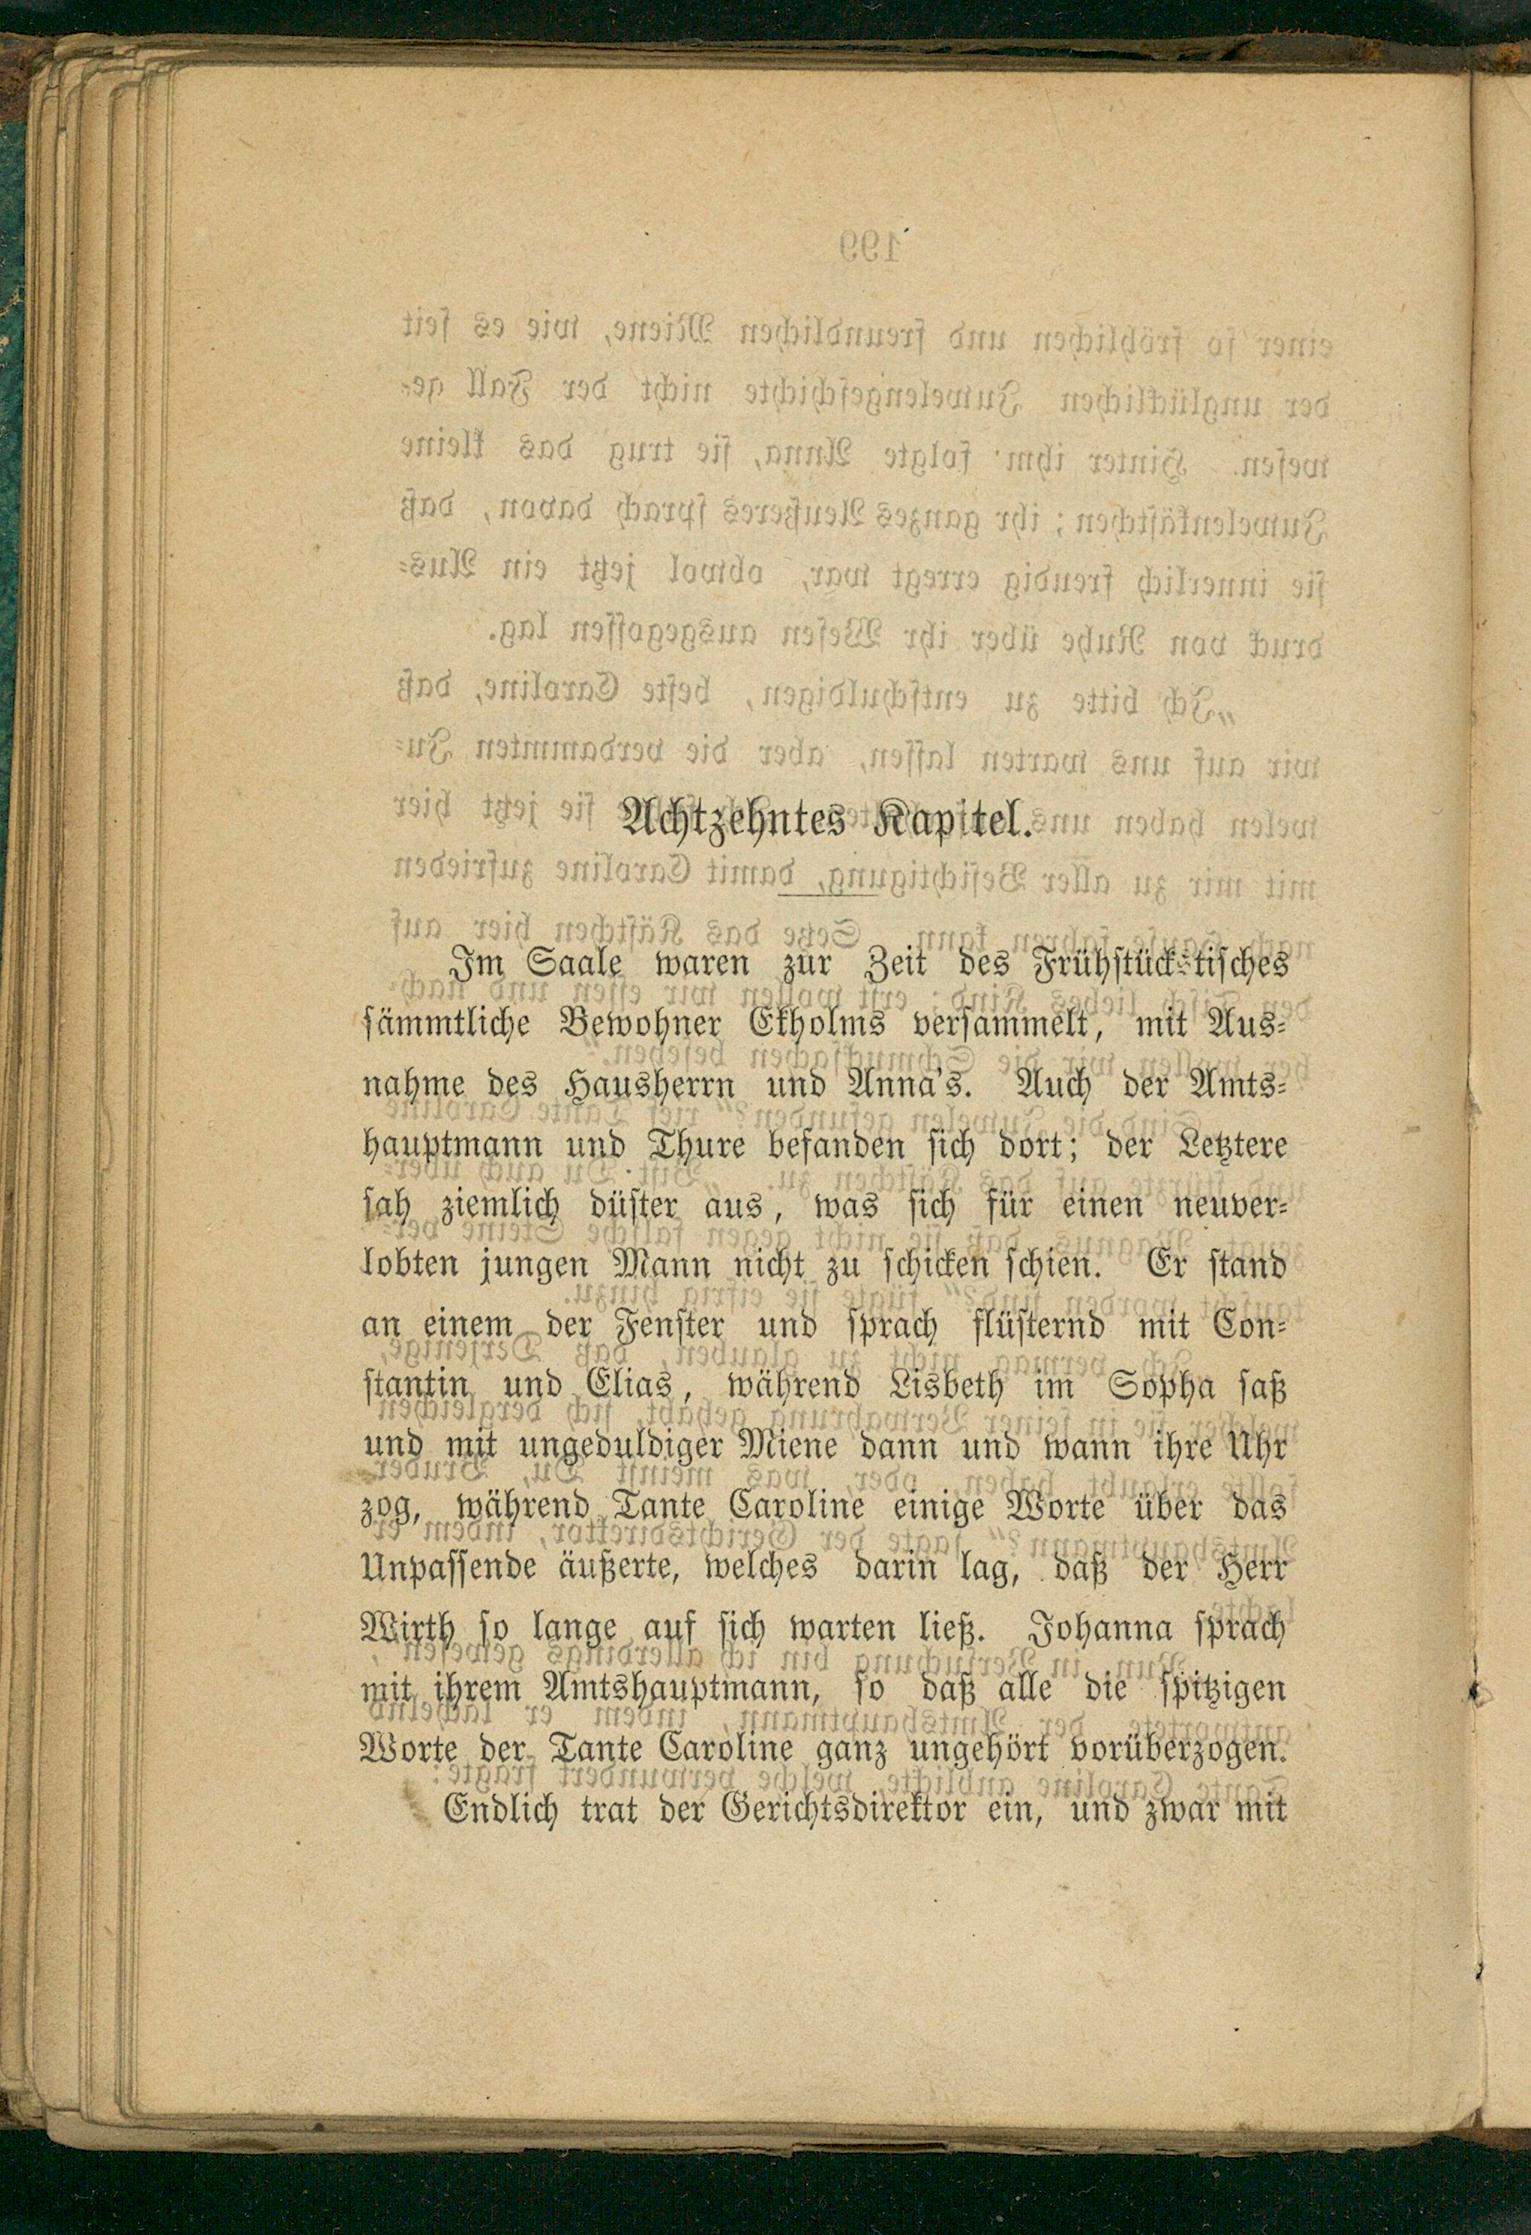 Achtzehntes Kapitel.
Im Saale waren zur Zeit des Frühstückstisches
sämmtliche Bewohner Ekholms versammelt, mit Aus-
nahme des Hausherrn und Anna's. Auch der Amts-
hauptmann und Thure befanden sich dort; der Letztere
sah ziemlich düster aus, was sich für einen neuver-
lobten jungen Mann nicht zu schicken schien. Er stand
an einem der Fenster und sprach flüsternd mit Con-
stantin und Elias, während Lisbeth im Sopha saß
und mit ungeduldiger Miene dann und wann ihre Uhr
zog, während Tante Caroline einige Worte über das
Unpassende äußerte, welches darin lag, daß der Herr
Wirth so lange auf sich warten ließ. Johanna sprach
mit ihrem Amtshauptmann, so daß alle die spitzigen
Worte der Tante Caroline ganz ungehört vorüberzogen.
Endlich trat der Gerichtsdirektor ein, und zwar mit